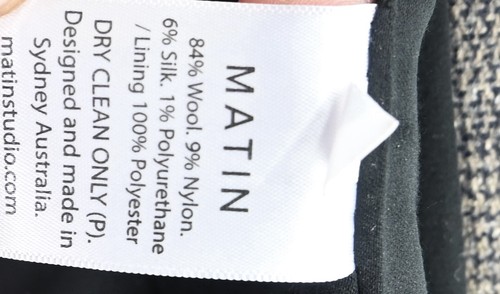 MATIN
84% Wool. 9% Nylon.
6% Silk. 1% Polyurethane
/ Lining 100% Polyester
DRY CLEAN ONLY (P).
Designed and made in
Sydney Australia.
matinstudio.com